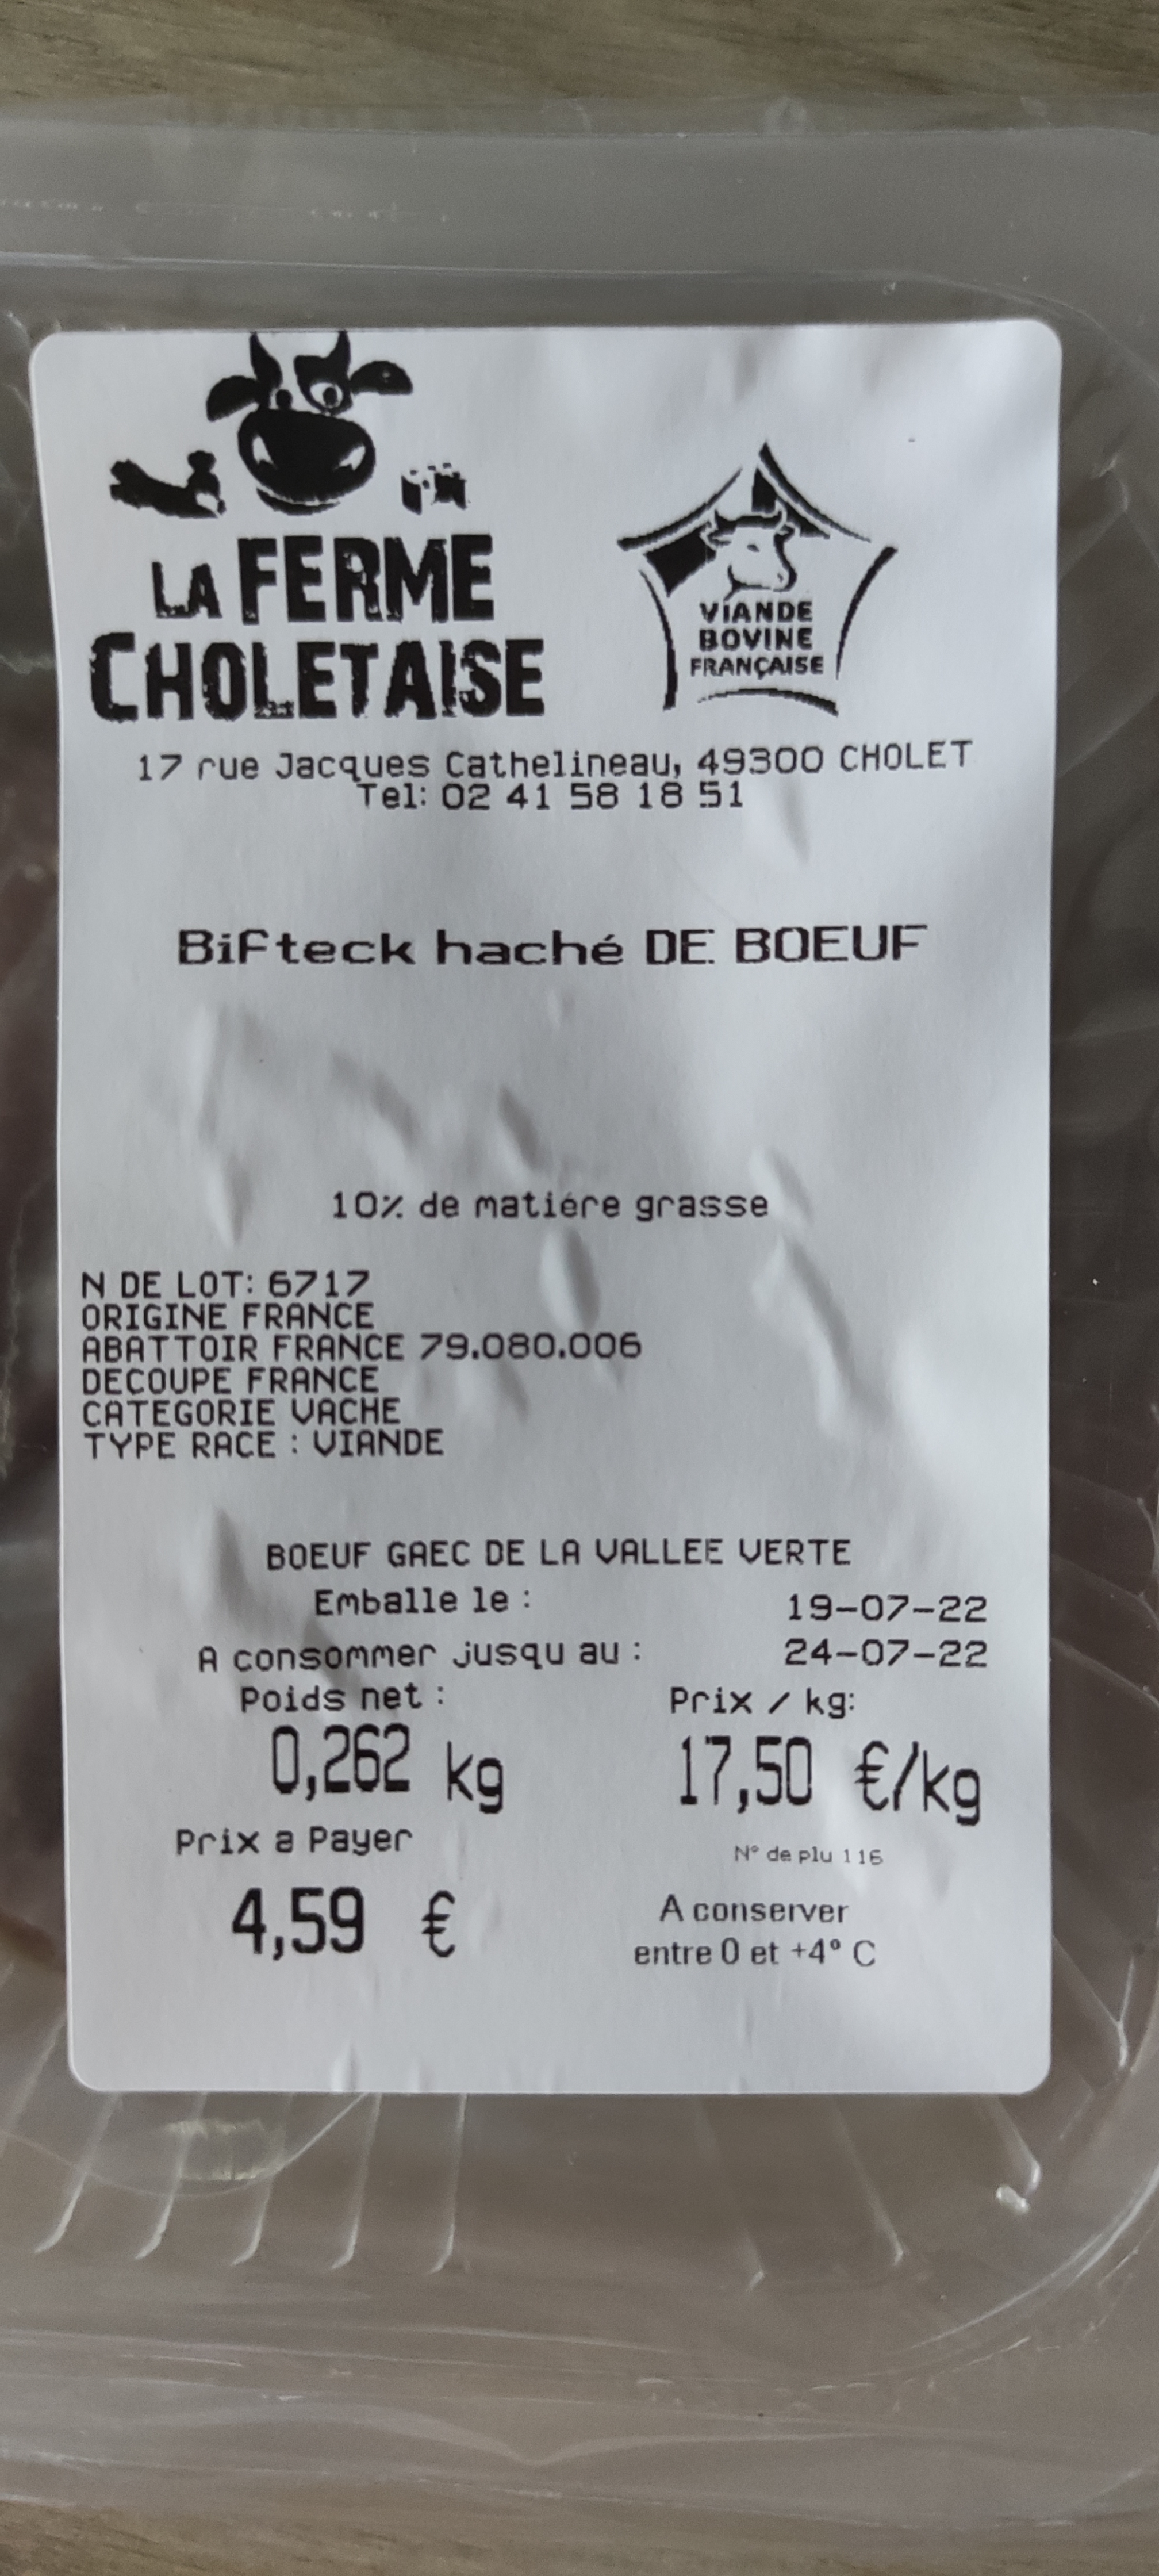 LA FERME
CHOLETAISE
VIANDE
BOVINE
FRANÇAISE
17 rue Jacques Cathelineau, 49300 CHOLET
Tel: 02 41 58 18 51
Bifteck haché DE BOEUF
10% de matiére grasse
N DE LOT: 6717
ORIGINE FRANCE
ABATTOIR FRANCE 79.080.006
DECOUPE FRANCE
CATEGORIE VACHE
TYPE RACE : VIANDE
BOEUF GAEC DE LA VALLEE VERTE
Emballe le : 19-07-22
A consommer jusqu au : 24-07-22
Poids net : Prix / kg:
0,262 kg 17,50 €/kg
Prix a Payer N° de plu 116
4,59 € A conserver
entre 0 et +4° C